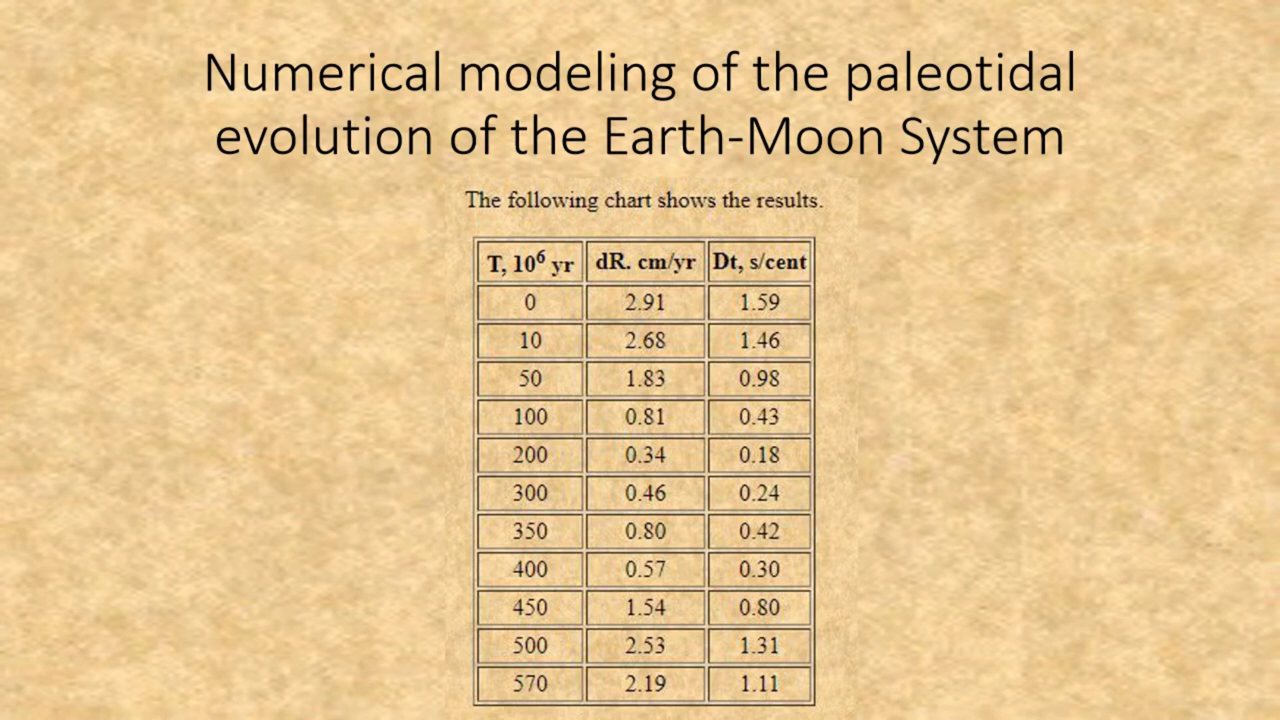 Numerical modeling of the paleotidal
evolution of the Earth-Moon System
The following chart shows the results.
T, 10⁶ yr dR. cm/yr Dt, s/cent
0 2.91 1.59
10 2.68 1.46
50 1.83 0.98
100 0.81 0.43
200 0.34 0.18
300 0.46 0.24
350 0.80 0.42
400 0.57 0.30
450 1.54 0.80
500 2.53 1.31
570 2.19 1.11